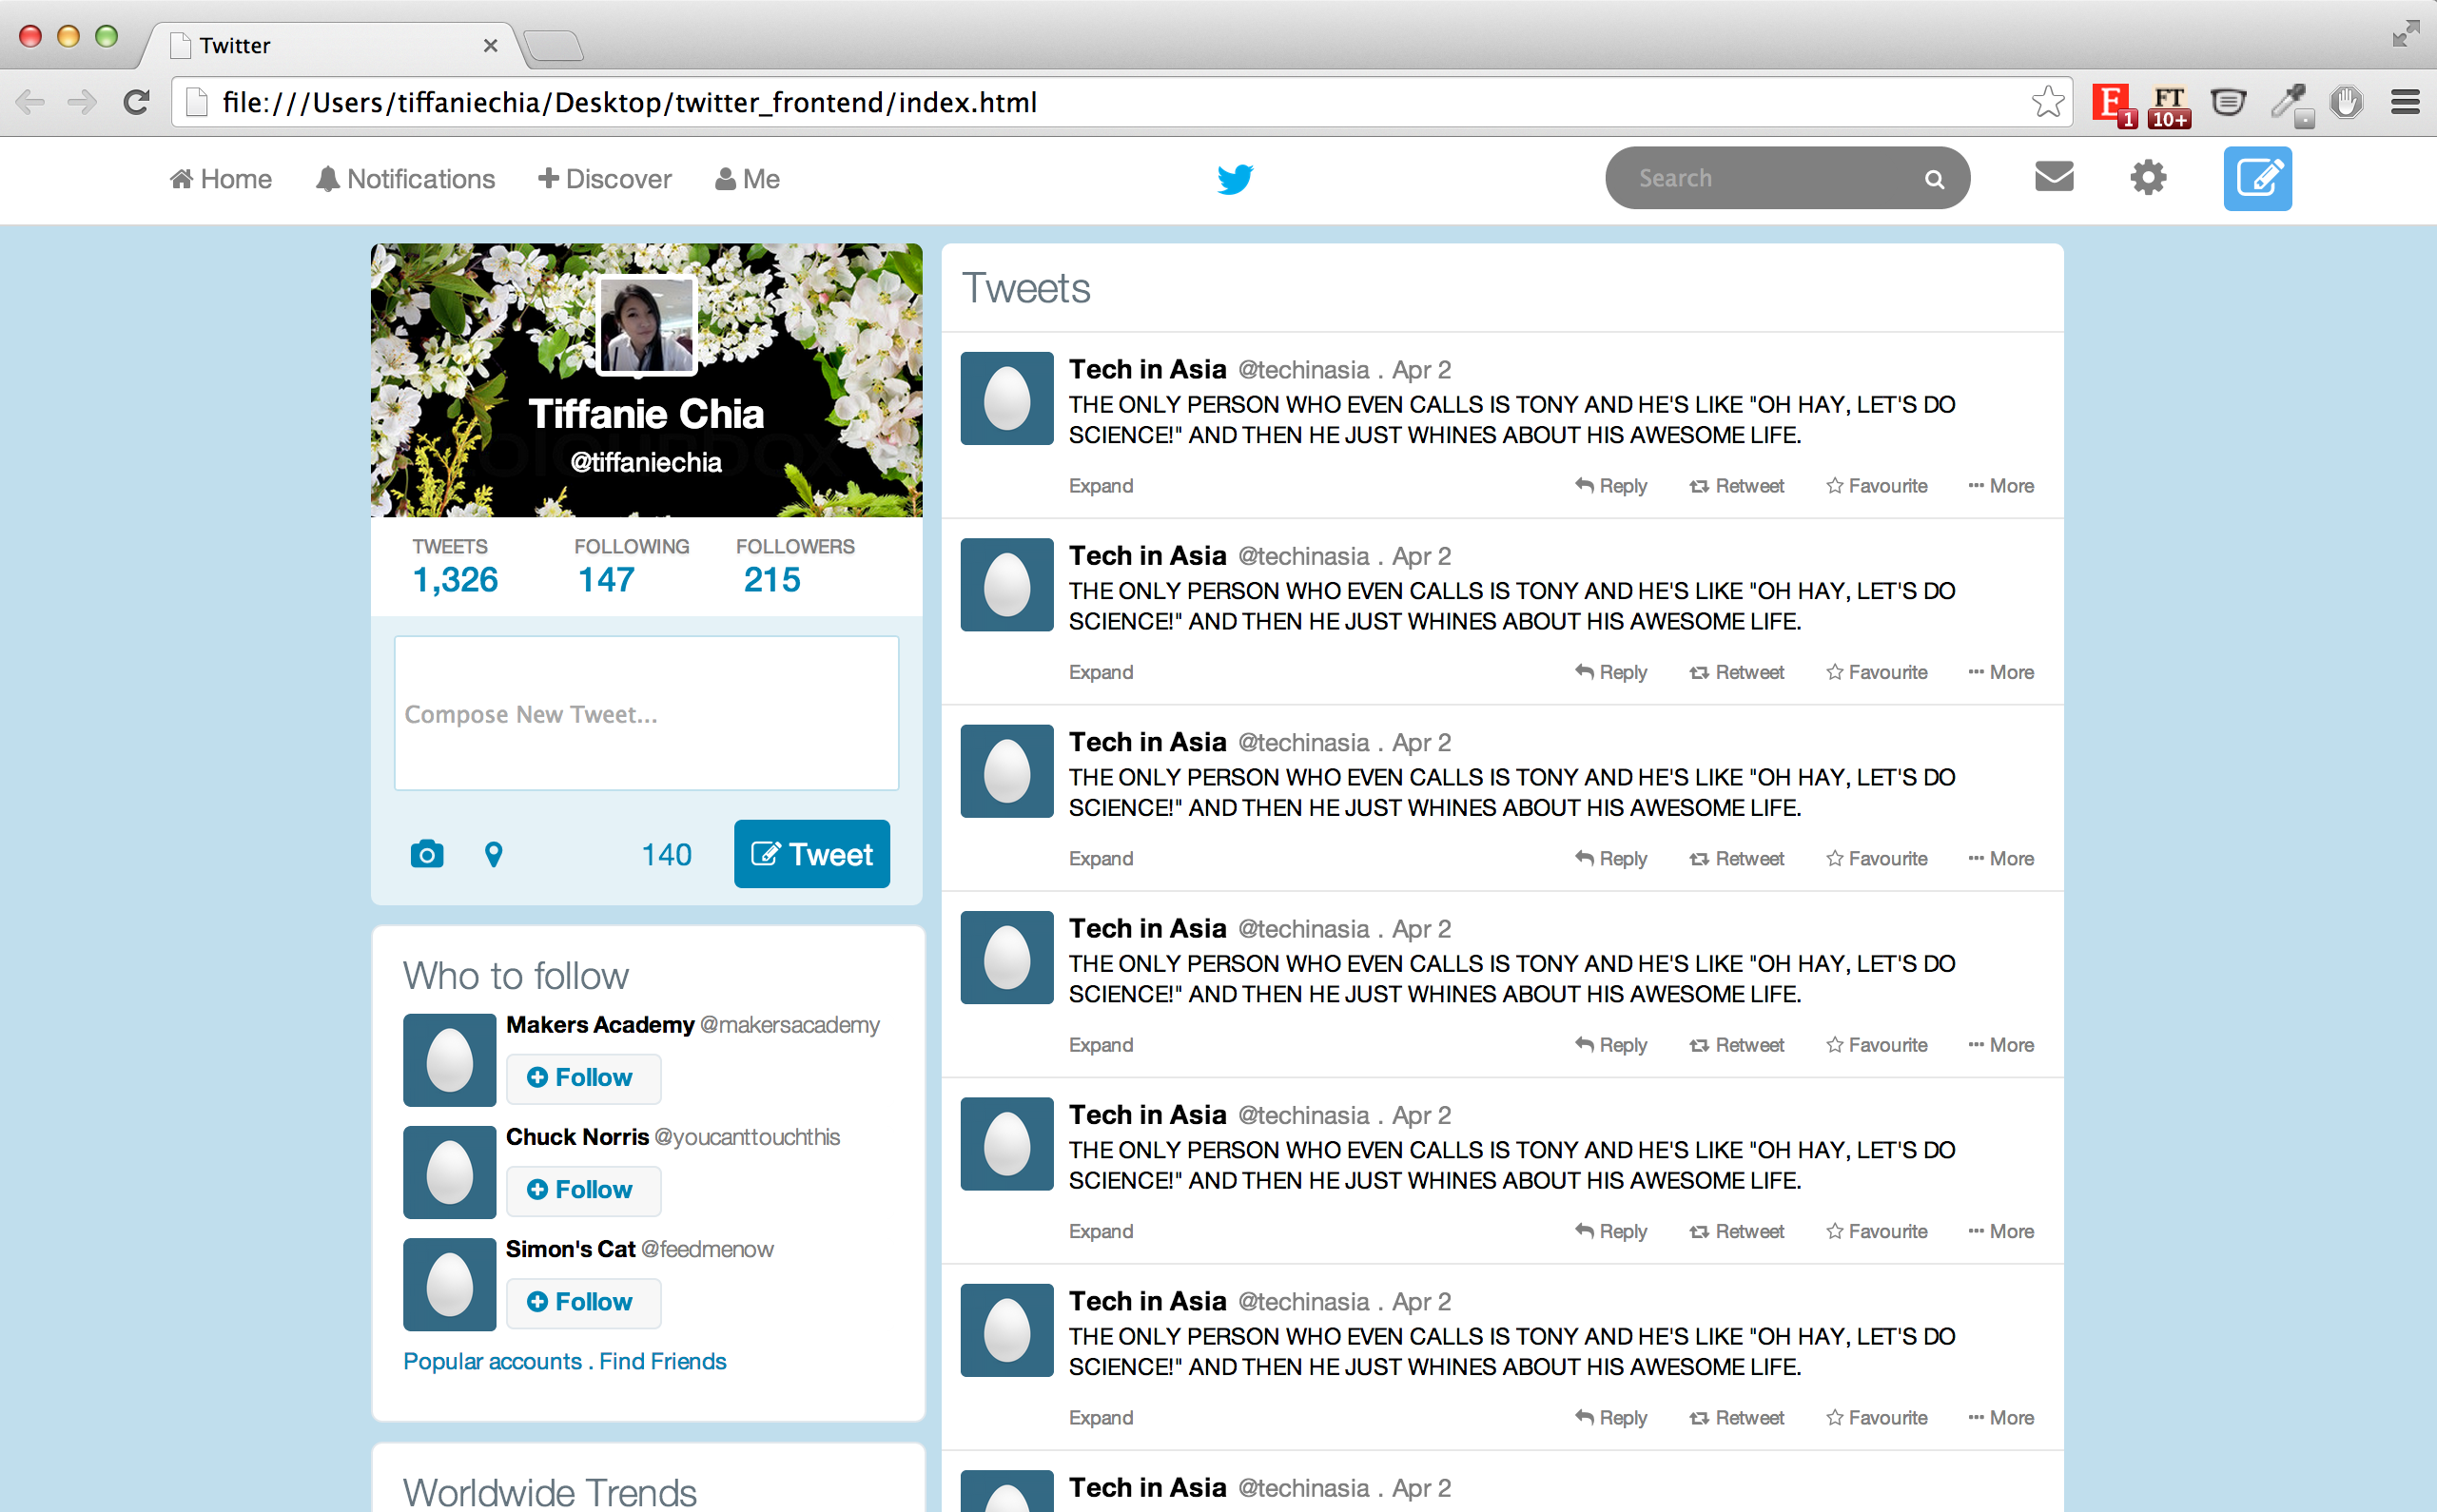 Twitter
file:///Users/tiffaniechia/Desktop/twitter_frontend/index.html
1
FT
10+
Home Notifications Discover Me
Search
Tiffanie Chia
@tiffaniechia
TWEETS FOLLOWING FOLLOWERS
1,326 147 215
Compose New Tweet...
140 Tweet
Who to follow
Makers Academy @makersacademy
Follow
Chuck Norris @youcanttouchthis
Follow
Simon's Cat @feedmenow
Follow
Popular accounts . Find Friends
Worldwide Trends
Tweets
Tech in Asia @techinasia . Apr 2
THE ONLY PERSON WHO EVEN CALLS IS TONY AND HE'S LIKE "OH HAY, LET'S DO
SCIENCE!" AND THEN HE JUST WHINES ABOUT HIS AWESOME LIFE.
Expand Reply Retweet Favourite More
Tech in Asia @techinasia . Apr 2
THE ONLY PERSON WHO EVEN CALLS IS TONY AND HE'S LIKE "OH HAY, LET'S DO
SCIENCE!" AND THEN HE JUST WHINES ABOUT HIS AWESOME LIFE.
Expand Reply Retweet Favourite More
Tech in Asia @techinasia . Apr 2
THE ONLY PERSON WHO EVEN CALLS IS TONY AND HE'S LIKE "OH HAY, LET'S DO
SCIENCE!" AND THEN HE JUST WHINES ABOUT HIS AWESOME LIFE.
Expand Reply Retweet Favourite More
Tech in Asia @techinasia . Apr 2
THE ONLY PERSON WHO EVEN CALLS IS TONY AND HE'S LIKE "OH HAY, LET'S DO
SCIENCE!" AND THEN HE JUST WHINES ABOUT HIS AWESOME LIFE.
Expand Reply Retweet Favourite More
Tech in Asia @techinasia . Apr 2
THE ONLY PERSON WHO EVEN CALLS IS TONY AND HE'S LIKE "OH HAY, LET'S DO
SCIENCE!" AND THEN HE JUST WHINES ABOUT HIS AWESOME LIFE.
Expand Reply Retweet Favourite More
Tech in Asia @techinasia . Apr 2
THE ONLY PERSON WHO EVEN CALLS IS TONY AND HE'S LIKE "OH HAY, LET'S DO
SCIENCE!" AND THEN HE JUST WHINES ABOUT HIS AWESOME LIFE.
Expand Reply Retweet Favourite More
Tech in Asia @techinasia . Apr 2